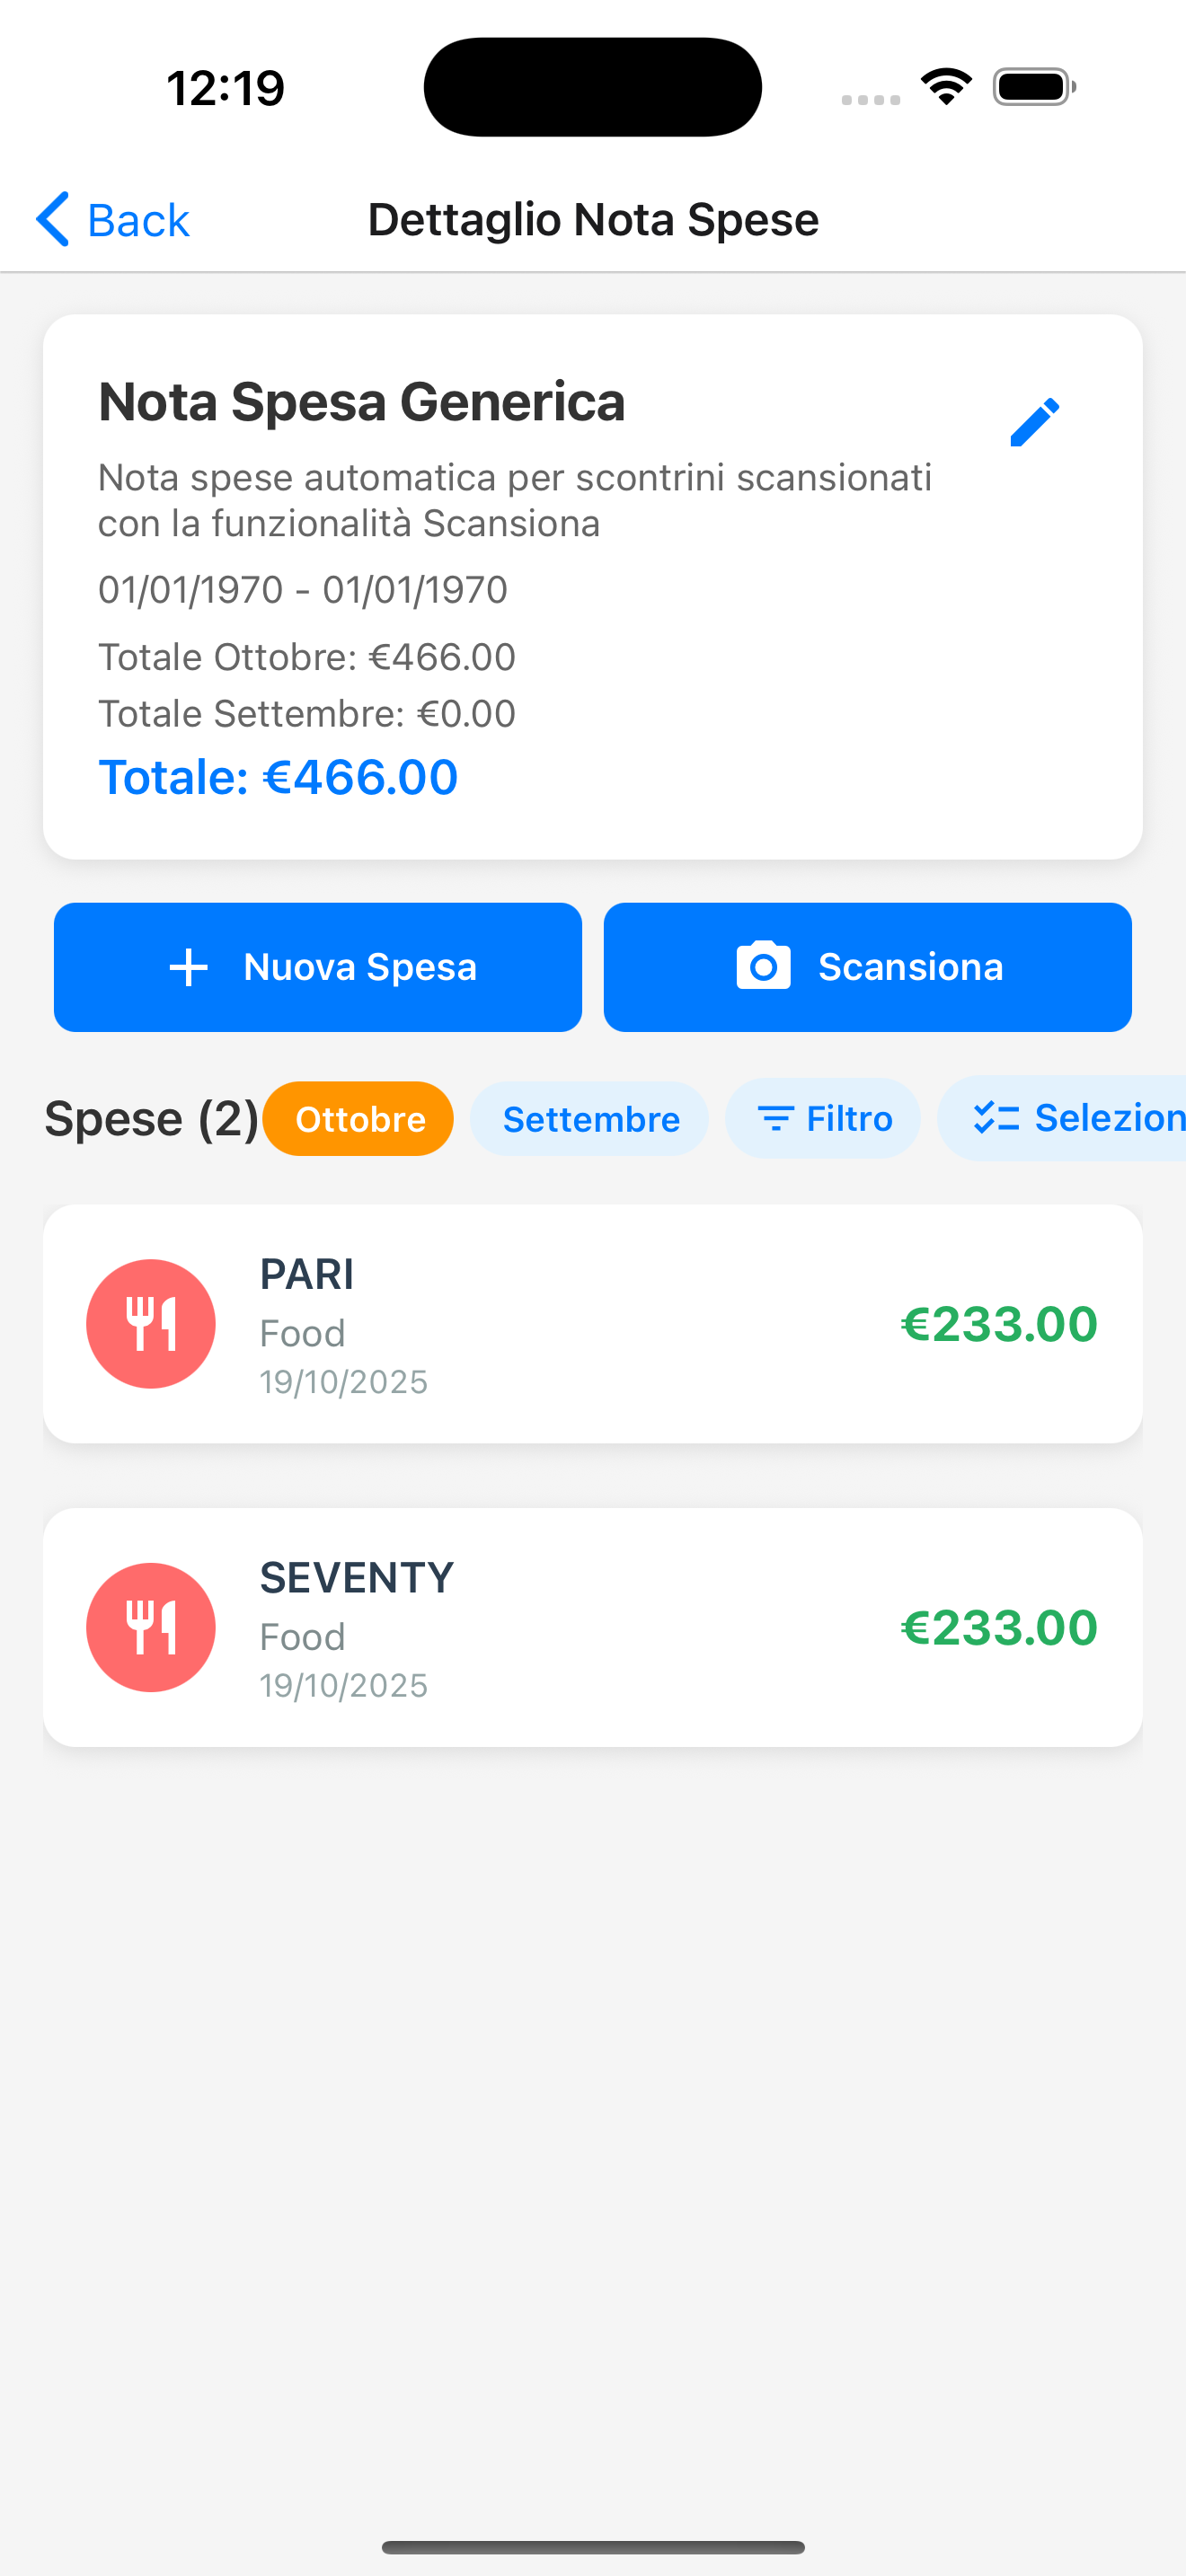 12:19
Back
Dettaglio Nota Spese
Nota Spesa Generica
Nota spese automatica per scontrini scansionati
con la funzionalità Scansiona
01/01/1970 - 01/01/1970
Totale Ottobre: €466.00
Totale Settembre: €0.00
Totale: €466.00
Nuova Spesa
Scansiona
Spese (2) Ottobre Settembre Filtro Selezion
PARI
Food
19/10/2025
€233.00
SEVENTY
Food
19/10/2025
€233.00